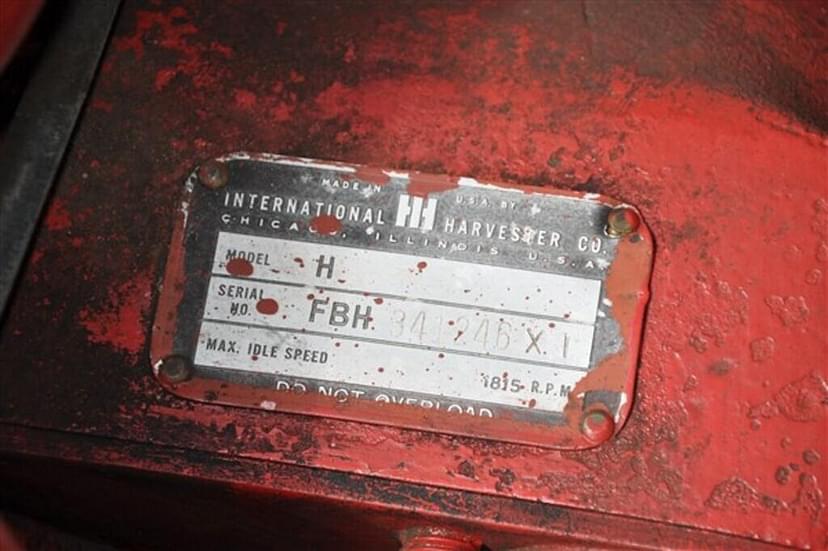 MADE IN U.S.A. BY
INTERNATIONAL IH HARVESTER CO.
CHICAGO, ILLINOIS U.S.A.
MODEL H
SERIAL NO. FBH 341246 X 1
MAX. IDLE SPEED 1815 R.P.M.
DO NOT OVERLOAD